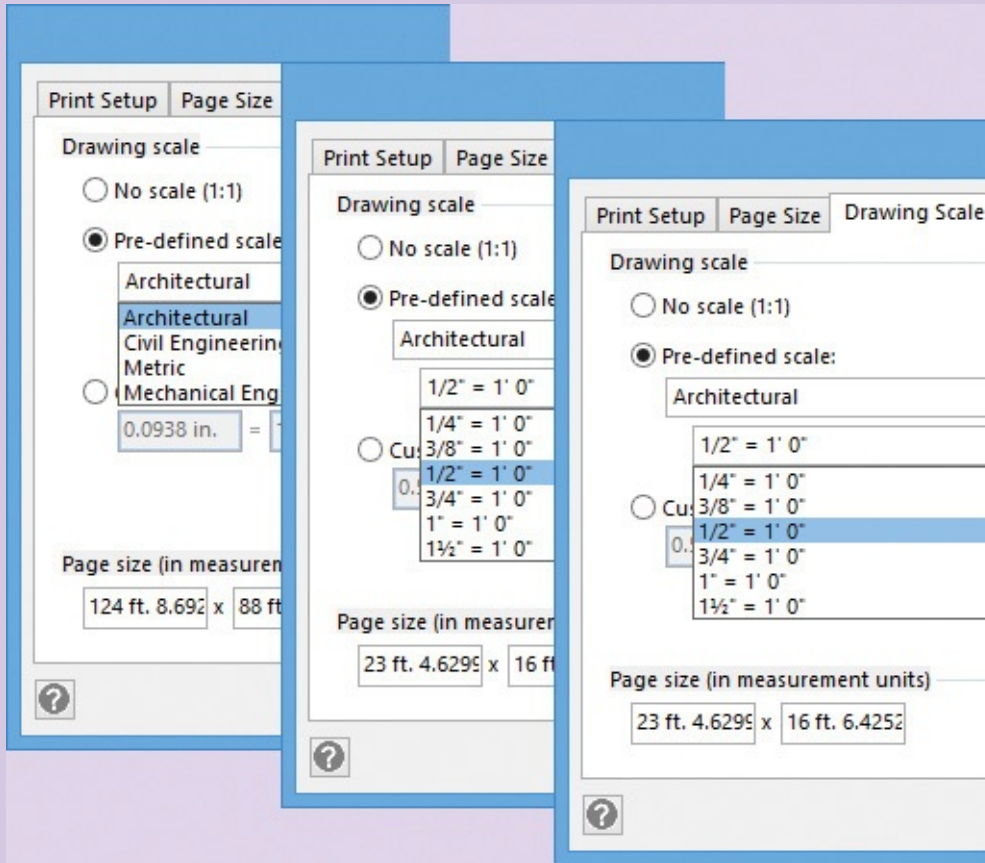 Print Setup Page Size
Drawing scale
No scale (1:1)
Pre-defined scale
Architectural
Architectural
Civil Engineering
Metric
Mechanical Eng
0.0938 in. =
Page size (in measurem
124 ft. 8.692 x 88 ft
Print Setup Page Size
Drawing scale
No scale (1:1)
Pre-defined scale
Architectural
1/2" = 1' 0"
1/4" = 1' 0"
3/8" = 1' 0"
1/2" = 1' 0"
3/4" = 1' 0"
1" = 1' 0"
1½" = 1' 0"
Cus
0.5
Page size (in measurem
23 ft. 4.6299 x 16 ft
Print Setup Page Size Drawing Scale
Drawing scale
No scale (1:1)
Pre-defined scale:
Architectural
1/2" = 1' 0"
1/4" = 1' 0"
3/8" = 1' 0"
1/2" = 1' 0"
3/4" = 1' 0"
1" = 1' 0"
1½" = 1' 0"
Cus
0.5
Page size (in measurement units)
23 ft. 4.6299 x 16 ft. 6.4252